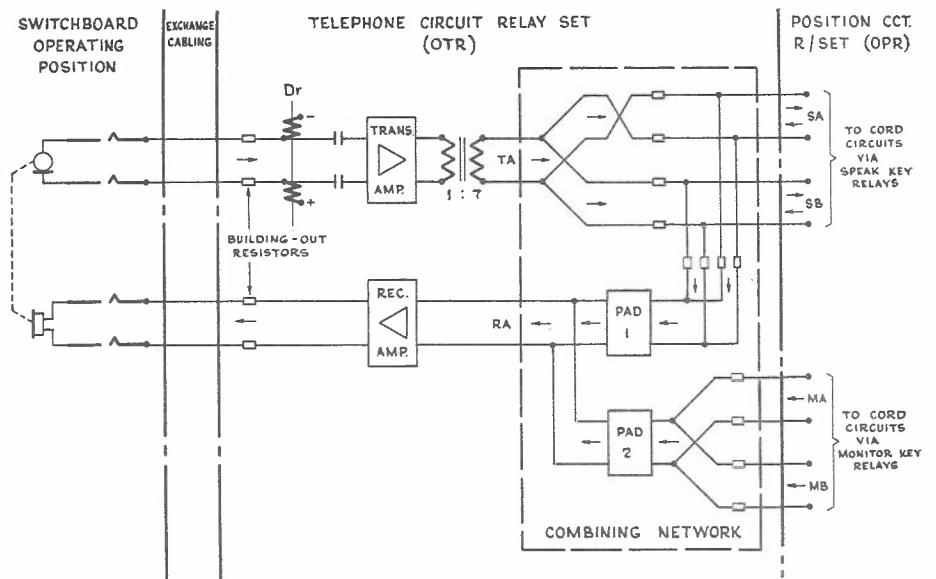 SWITCHBOARD
OPERATING
POSITION
EXCHANGE
CABLING
TELEPHONE CIRCUIT RELAY SET
(OTR)
POSITION CCT.
R/SET (OPR)
Dr
-
+
TRANS.
AMP.
1 : 7
TA
SA
SB
TO CORD
CIRCUITS
VIA
SPEAK KEY
RELAYS
BUILDING-OUT
RESISTORS
REC.
AMP.
RA
PAD
1
PAD
2
MA
MB
TO CORD
CIRCUITS
VIA
MONITOR KEY
RELAYS
COMBINING NETWORK